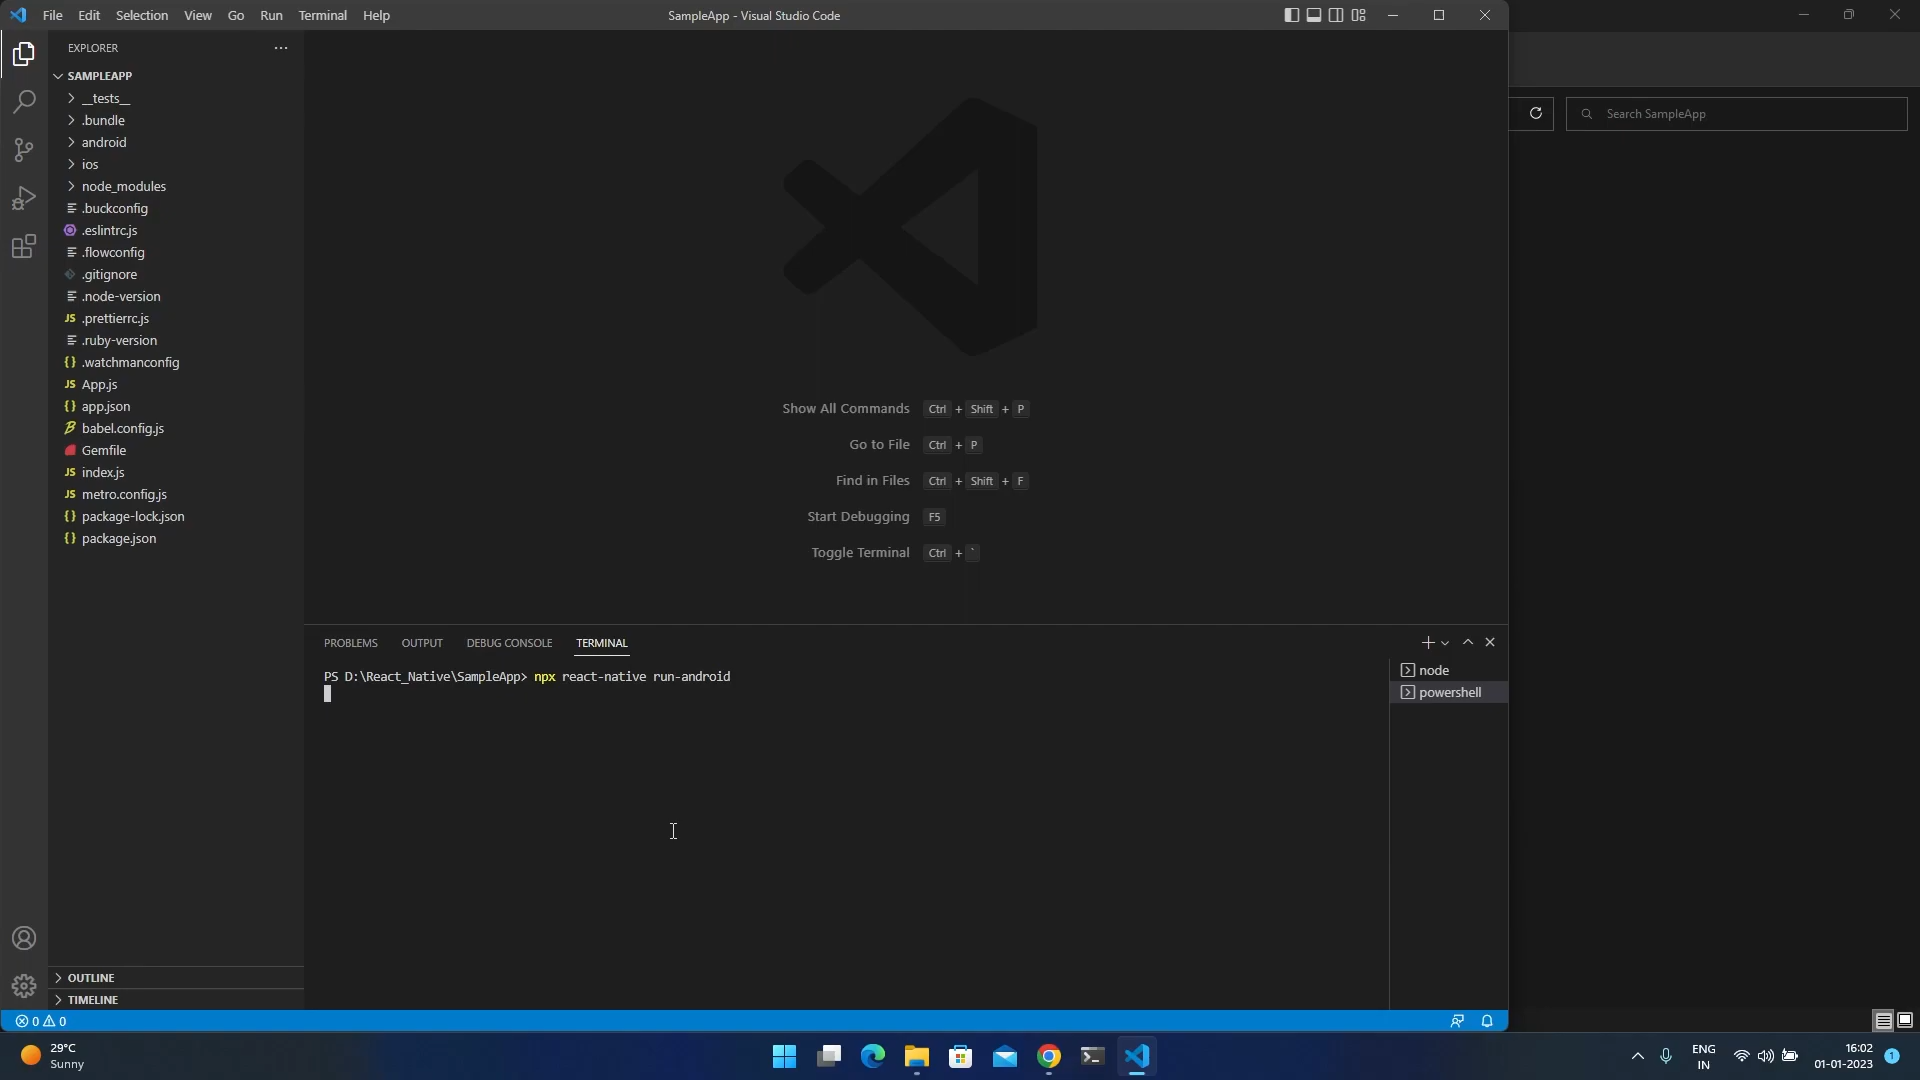 File Edit Selection View Go Run Terminal Help
SampleApp - Visual Studio Code
EXPLORER
SAMPLEAPP
__tests__
.bundle
android
ios
node_modules
.buckconfig
.eslintrc.js
.flowconfig
.gitignore
.node-version
JS .prettierrc.js
.ruby-version
{} .watchmanconfig
JS App.js
{} app.json
babel.config.js
Gemfile
JS index.js
JS metro.config.js
{} package-lock.json
{} package.json
OUTLINE
TIMELINE
Search SampleApp
Show All Commands Ctrl + Shift + P
Go to File Ctrl + P
Find in Files Ctrl + Shift + F
Start Debugging F5
Toggle Terminal Ctrl + `
PROBLEMS OUTPUT DEBUG CONSOLE TERMINAL
PS D:\React_Native\SampleApp> npx react-native run-android
node
powershell
0 0
29°C
Sunny
ENG
IN
16:02
01-01-2023
1